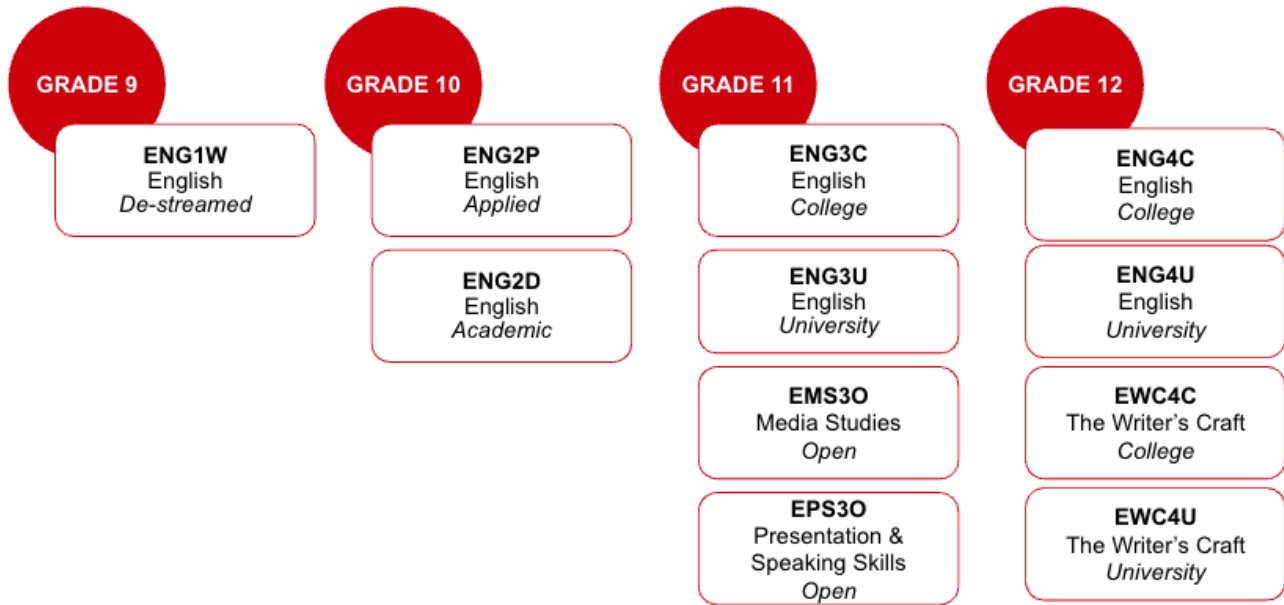 GRADE 9
ENG1W
English
De-streamed
GRADE 10
ENG2P
English
Applied
ENG2D
English
Academic
GRADE 11
ENG3C
English
College
ENG3U
English
University
EMS3O
Media Studies
Open
EPS3O
Presentation &
Speaking Skills
Open
GRADE 12
ENG4C
English
College
ENG4U
English
University
EWC4C
The Writer's Craft
College
EWC4U
The Writer's Craft
University